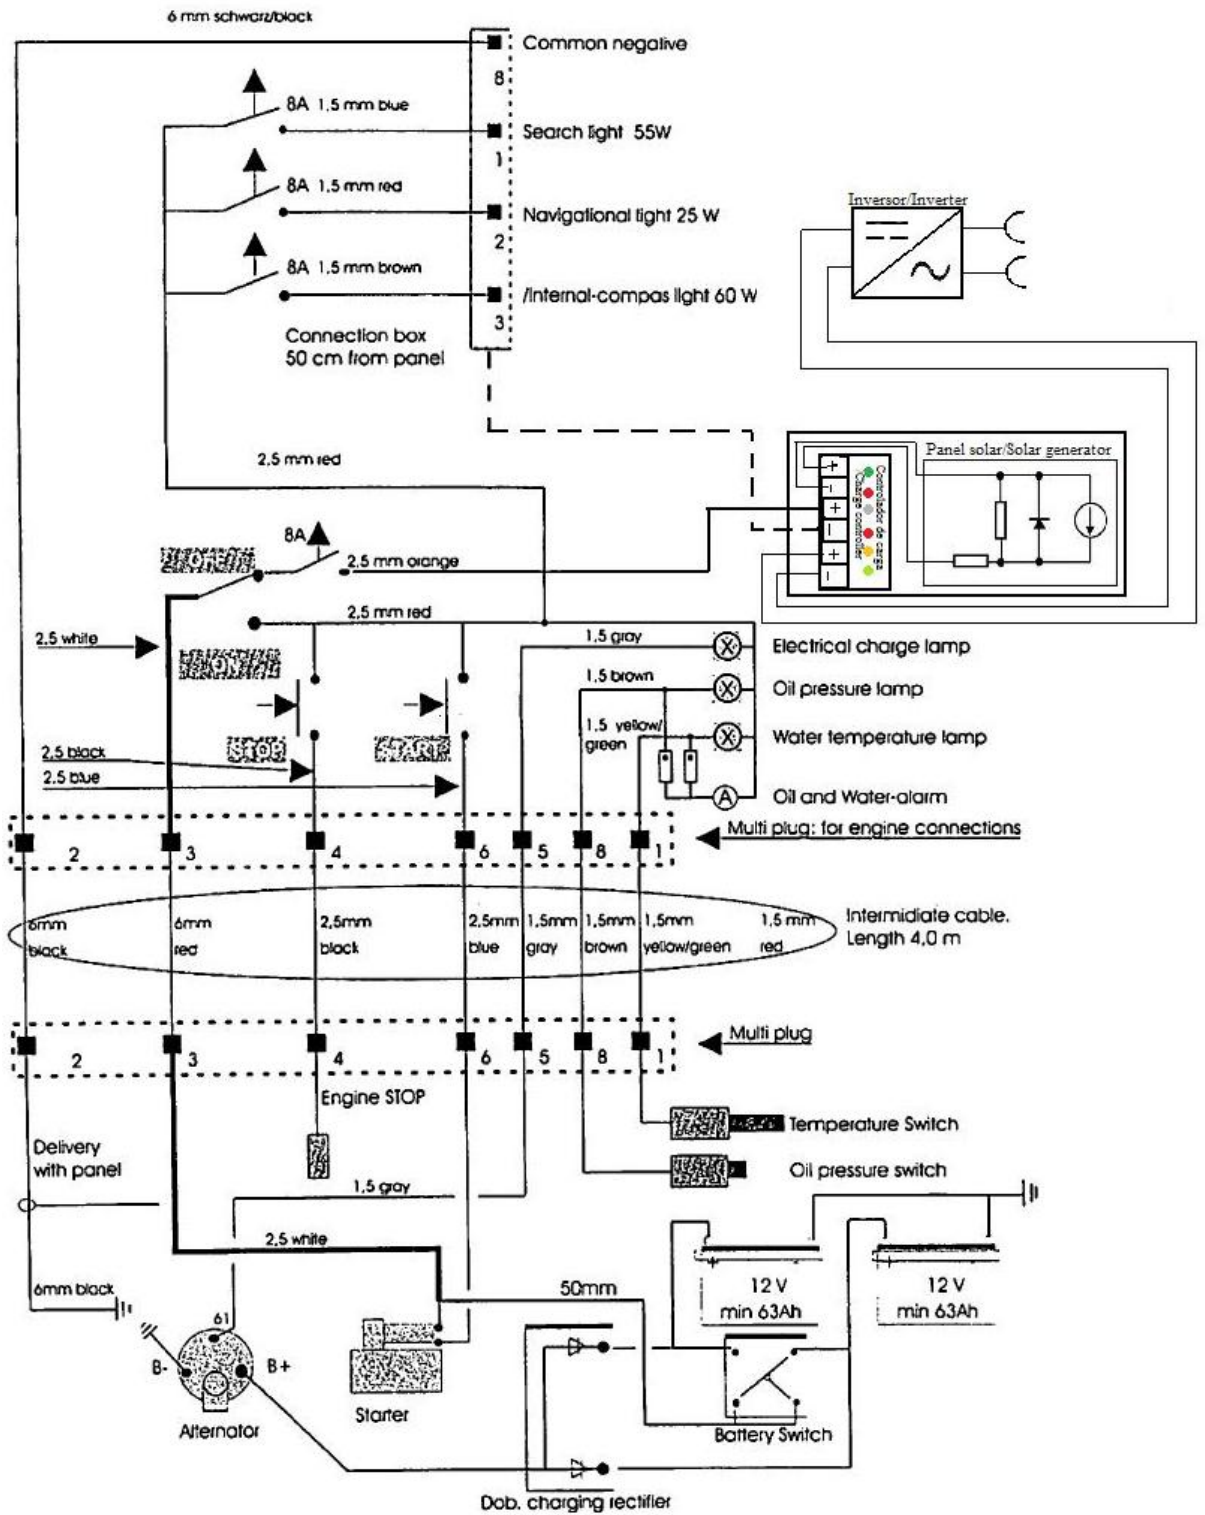 6 mm schwarz/black
Common negative
8
8A 1,5 mm blue
Search light 55W
1
8A 1,5 mm red
Navigational light 25 W
2
8A 1,5 mm brown
/Internal-compas light 60 W
3
Connection box
50 cm from panel
Inversor/Inverter
2,5 mm red
Panel solar/Solar generator
+
-
+
-
+
-
Controlador de carga
Charge controller
8A
2,5 mm orange
2,5 mm red
2,5 white
ON
1,5 gray
Electrical charge lamp
1,5 brown
Oil pressure lamp
1,5 yellow/
green
Water temperature lamp
STOP
START
2,5 black
2,5 blue
A
Oil and Water-alarm
Multi plug: for engine connections
2
3
4
6
5
8
1
6mm
black
6mm
red
2,5mm
black
2,5mm
blue
1,5mm
gray
1,5mm
brown
1,5mm
yellow/green
1,5 mm
red
Intermidiate cable.
Length 4,0 m
2
3
4
6
5
8
1
Multi plug
Engine STOP
Temperature Switch
Delivery
with panel
Oil pressure switch
1,5 gray
2,5 white
6mm black
50mm
12 V
min 63Ah
12 V
min 63Ah
61
B-
B+
Alternator
Starter
Battery Switch
Dob. charging rectifier